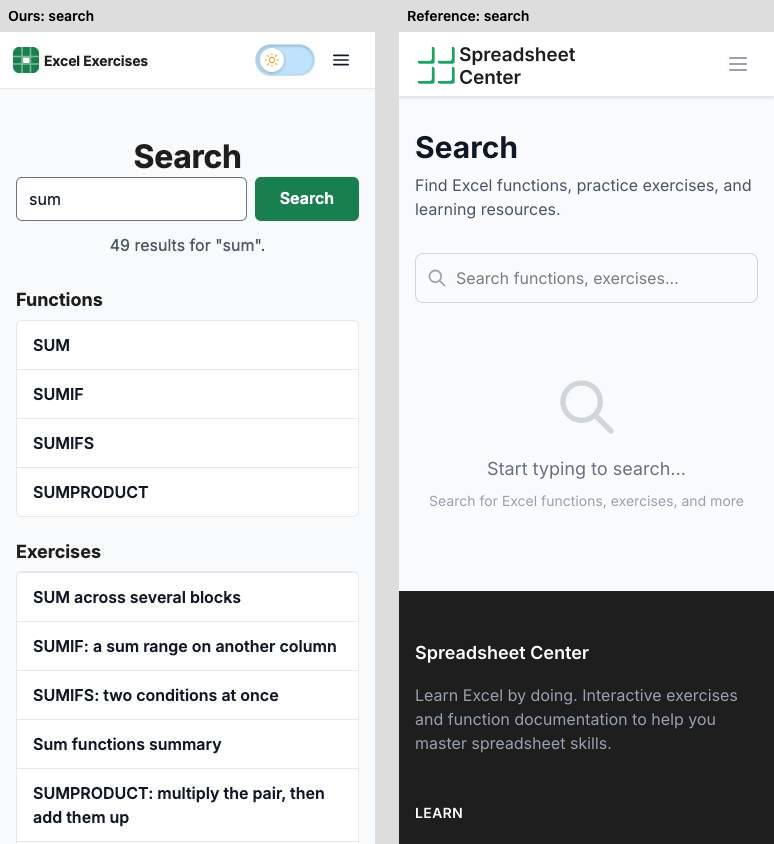 Ours: search
Excel Exercises
Search
sum
Search
49 results for "sum".
Functions
SUM
SUMIF
SUMIFS
SUMPRODUCT
Exercises
SUM across several blocks
SUMIF: a sum range on another column
SUMIFS: two conditions at once
Sum functions summary
SUMPRODUCT: multiply the pair, then
add them up
Reference: search
Spreadsheet
Center
Search
Find Excel functions, practice exercises, and
learning resources.
Search functions, exercises...
Start typing to search...
Search for Excel functions, exercises, and more
Spreadsheet Center
Learn Excel by doing. Interactive exercises
and function documentation to help you
master spreadsheet skills.
LEARN